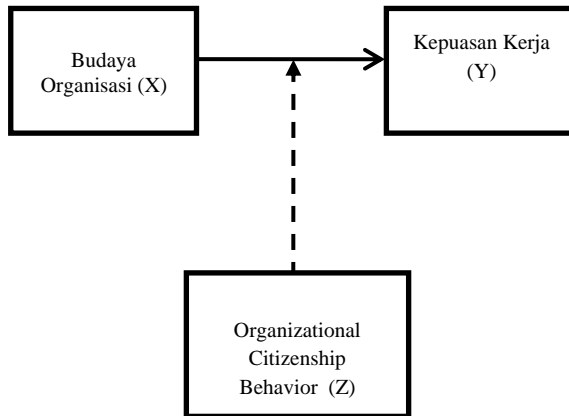 Budaya
Organisasi (X)
Kepuasan Kerja
(Y)
Organizational
Citizenship
Behavior (Z)